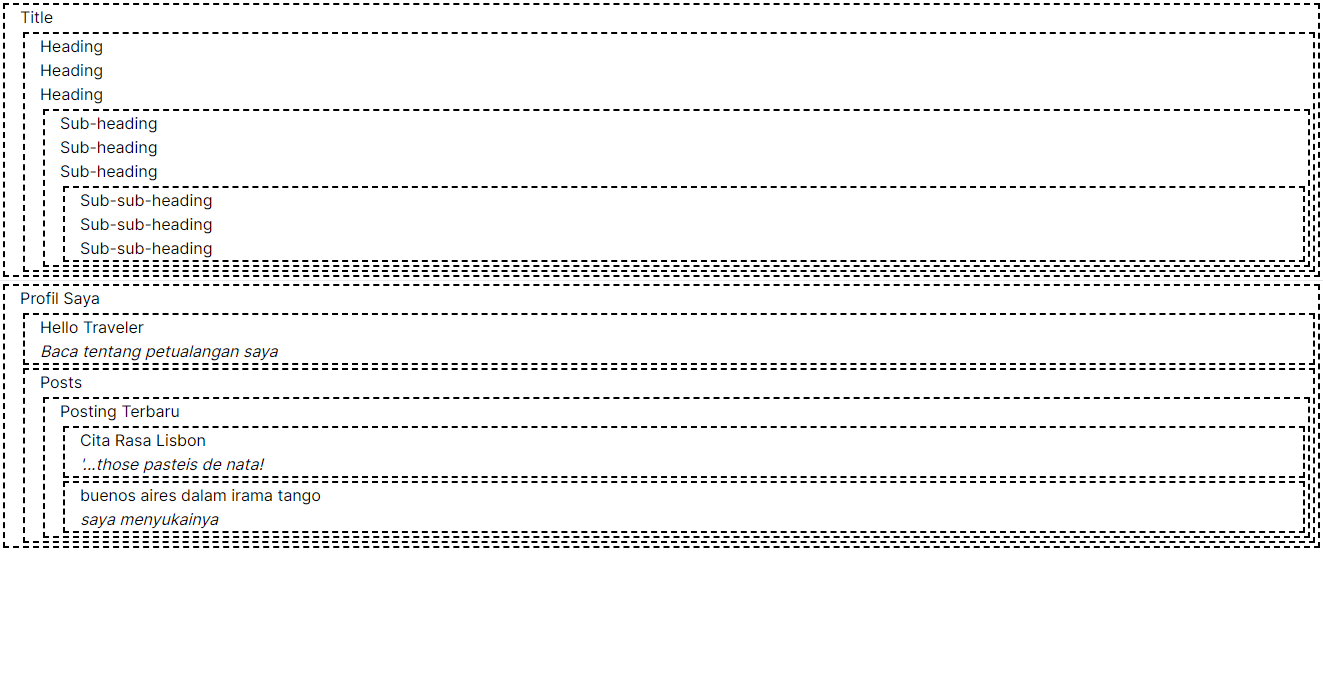 Title
Heading
Heading
Heading
Sub-heading
Sub-heading
Sub-heading
Sub-sub-heading
Sub-sub-heading
Sub-sub-heading
Profil Saya
Hello Traveler
Baca tentang petualangan saya
Posts
Posting Terbaru
Cita Rasa Lisbon
'...those pasteis de nata!
buenos aires dalam irama tango
saya menyukainya